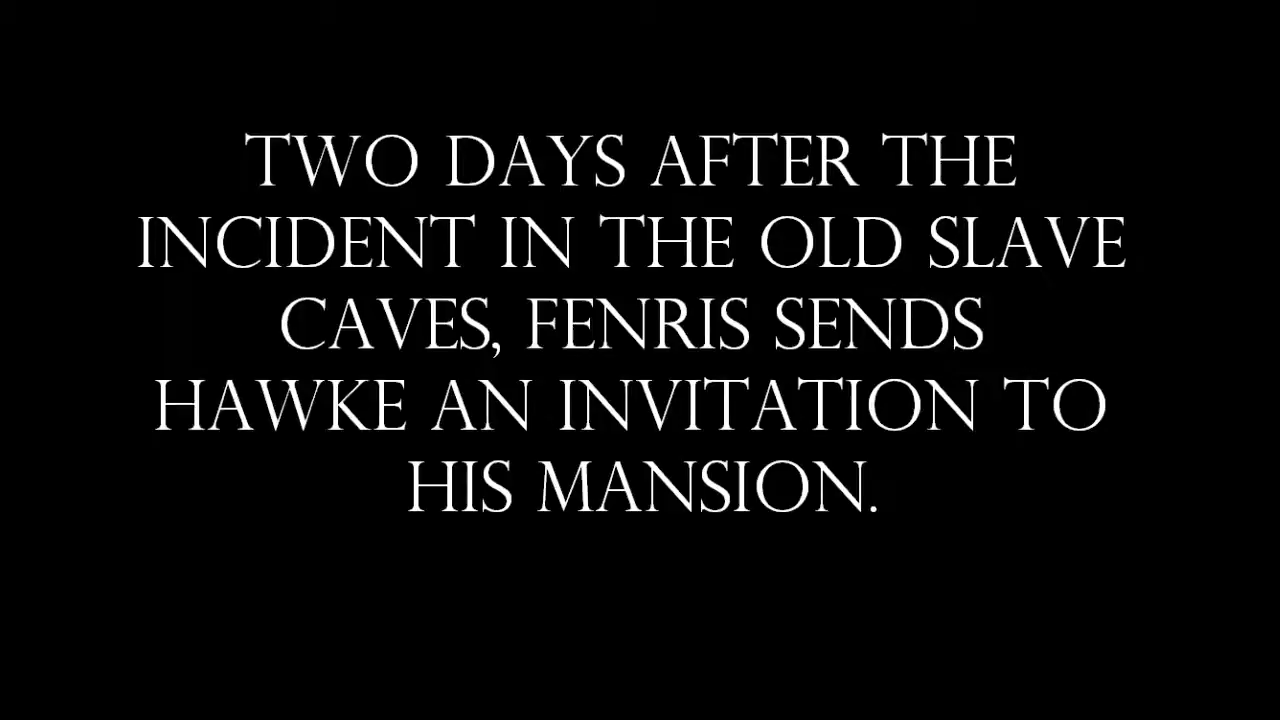 TWO DAYS AFTER THE
INCIDENT IN THE OLD SLAVE
CAVES, FENRIS SENDS
HAWKE AN INVITATION TO
HIS MANSION.